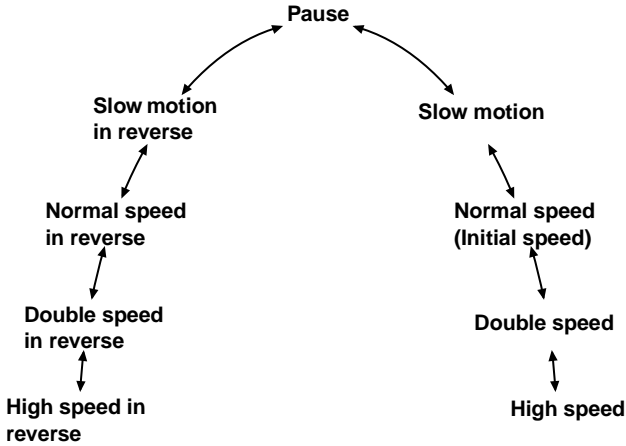 Pause
Slow motion
in reverse
Slow motion
Normal speed
in reverse
Normal speed
(Initial speed)
Double speed
in reverse
Double speed
High speed in
reverse
High speed